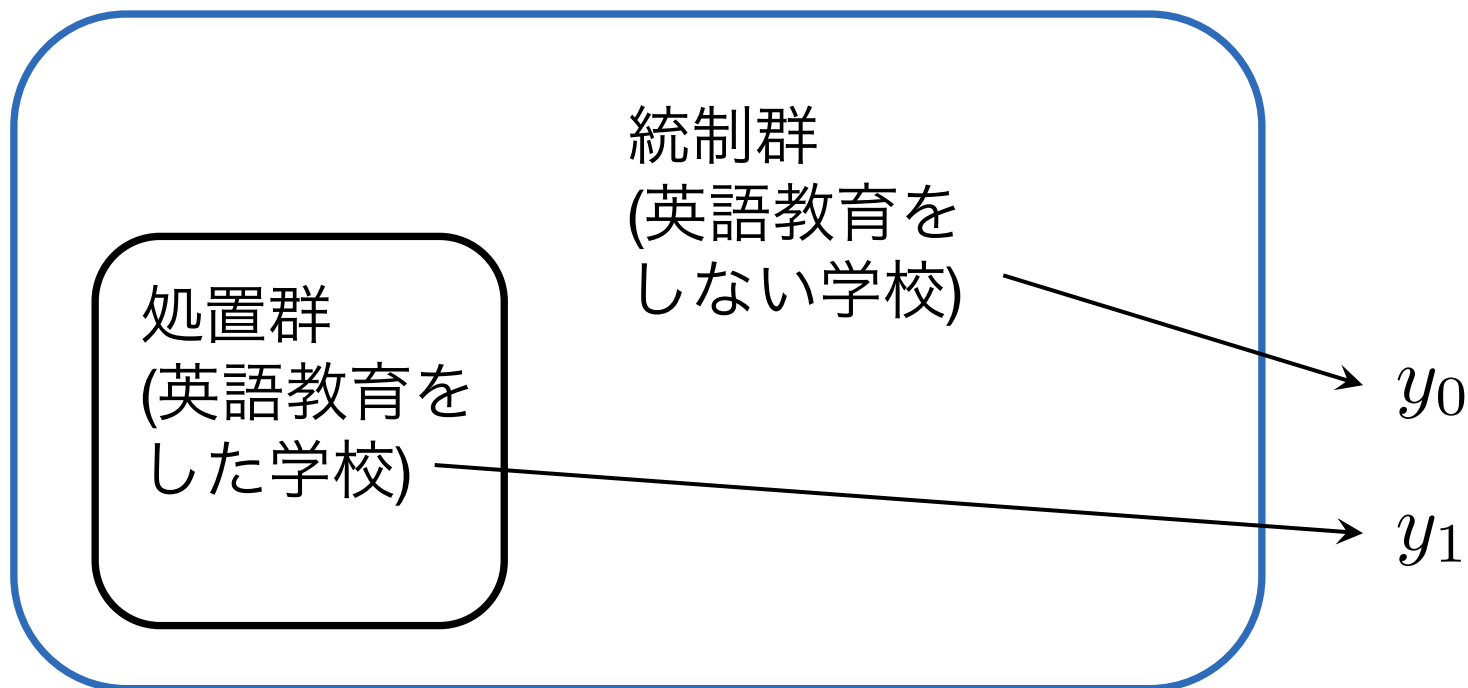 統制群
(英語教育を
しない学校)
処置群
(英語教育を
した学校)
y₀
y₁